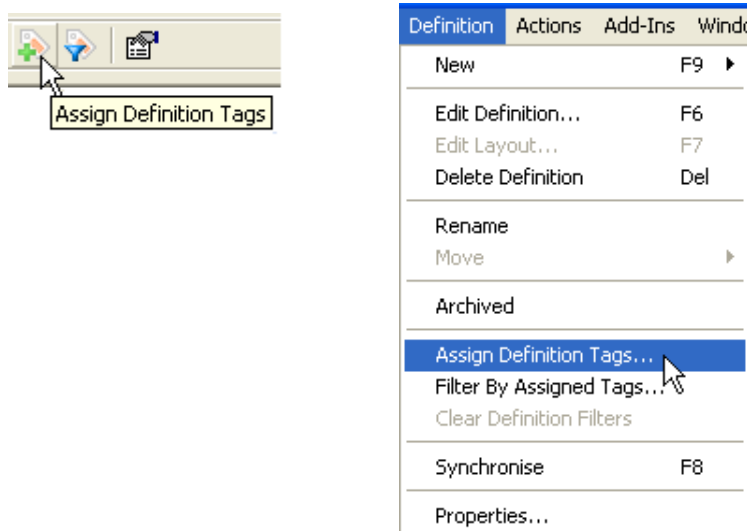 Assign Definition Tags
Definition Actions Add-Ins
New F9
Edit Definition... F6
Edit Layout... F7
Delete Definition Del
Rename
Move
Archived
Assign Definition Tags...
Filter By Assigned Tags...
Clear Definition Filters
Synchronise F8
Properties...